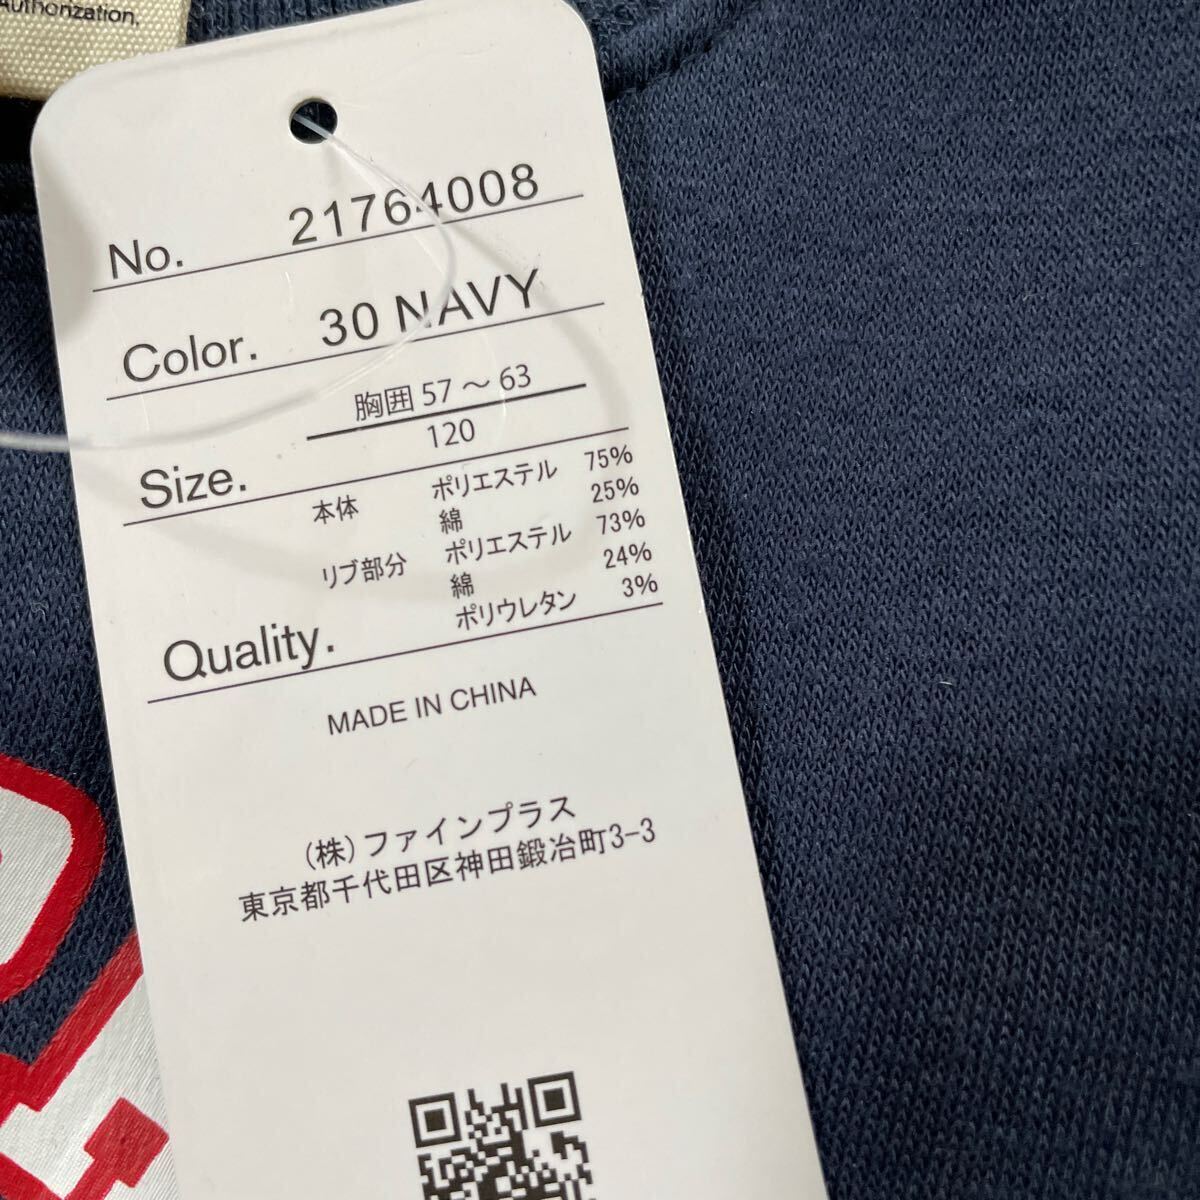 Authorization.
No. 21764008
Color. 30 NAVY
胸囲 57 ～ 63
Size. 120
本体 ポリエステル 75%
綿 25%
リブ部分 ポリエステル 73%
綿 24%
ポリウレタン 3%
Quality.
MADE IN CHINA
(株)ファインプラス
東京都千代田区神田鍛冶町3-3